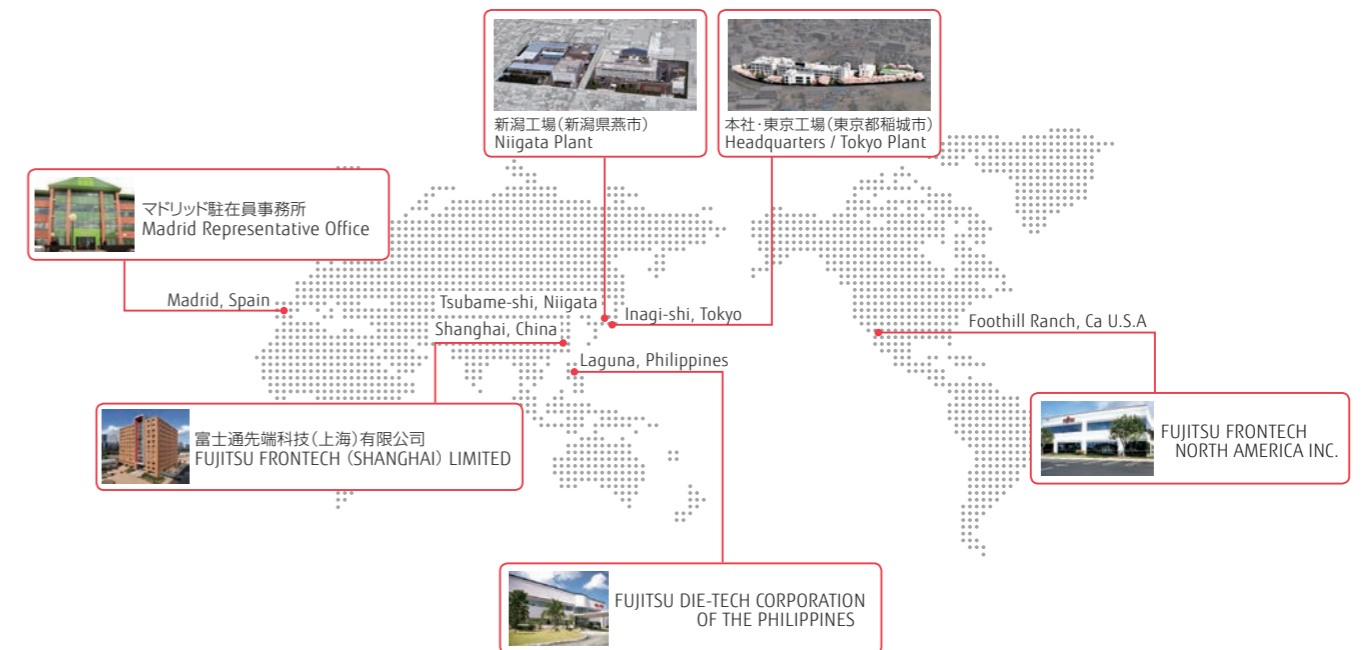 新潟工場(新潟県燕市)
Niigata Plant
本社・東京工場(東京都稲城市)
Headquarters / Tokyo Plant
マドリッド駐在員事務所
Madrid Representative Office
Madrid, Spain
Tsubame-shi, Niigata
Inagi-shi, Tokyo
Shanghai, China
Foothill Ranch, Ca U.S.A
Laguna, Philippines
富士通先端科技(上海)有限公司
FUJITSU FRONTECH (SHANGHAI) LIMITED
FUJITSU FRONTECH
NORTH AMERICA INC.
FUJITSU DIE-TECH CORPORATION
OF THE PHILIPPINES